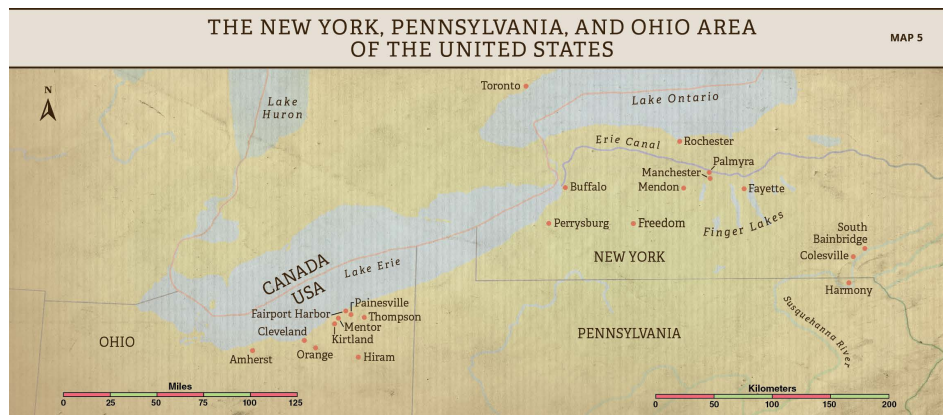 THE NEW YORK, PENNSYLVANIA, AND OHIO AREA
OF THE UNITED STATES
MAP 5
N
Lake
Huron
Toronto
Lake Ontario
Erie Canal
Rochester
Palmyra
Manchester
Mendon
Fayette
Buffalo
Perrysburg
Freedom
Finger Lakes
South
Bainbridge
Colesville
NEW YORK
Harmony
CANADA
USA
Lake Erie
Painesville
Fairport Harbor
Thompson
Mentor
Cleveland
Kirtland
OHIO
Orange
Amherst
Hiram
PENNSYLVANIA
Susquehanna River
Miles
0 25 50 75 100 125
Kilometers
0 50 100 150 200